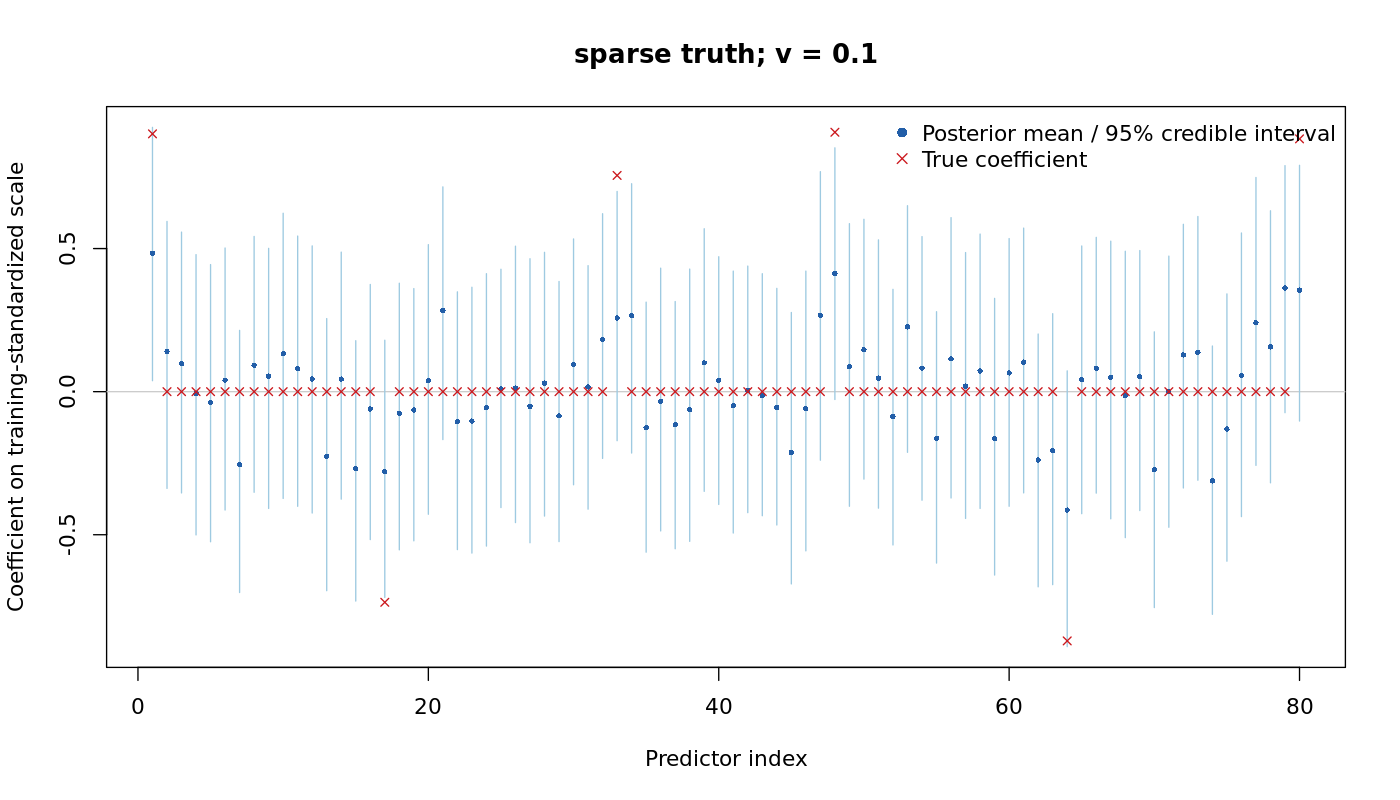 sparse truth; v = 0.1
Posterior mean / 95% credible interval
True coefficient
Coefficient on training-standardized scale
0.5
0.0
-0.5
0 20 40 60 80
Predictor index